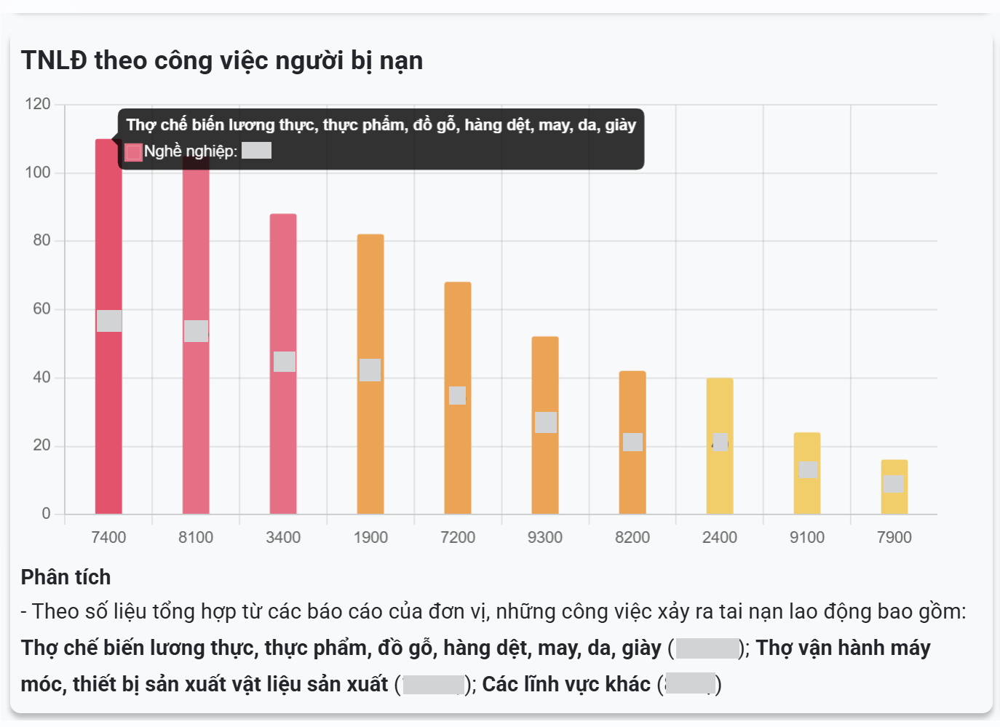 TNLĐ theo công việc người bị nạn
120
Thợ chế biến lương thực, thực phẩm, đồ gỗ, hàng dệt, may, da, giày
Nghề nghiệp:
100
80
60
40
20
0
7400 8100 3400 1900 7200 9300 8200 2400 9100 7900
Phân tích
- Theo số liệu tổng hợp từ các báo cáo của đơn vị, những công việc xảy ra tai nạn lao động bao gồm:
Thợ chế biến lương thực, thực phẩm, đồ gỗ, hàng dệt, may, da, giày ( ); Thợ vận hành máy
móc, thiết bị sản xuất vật liệu sản xuất ( ); Các lĩnh vực khác ( )